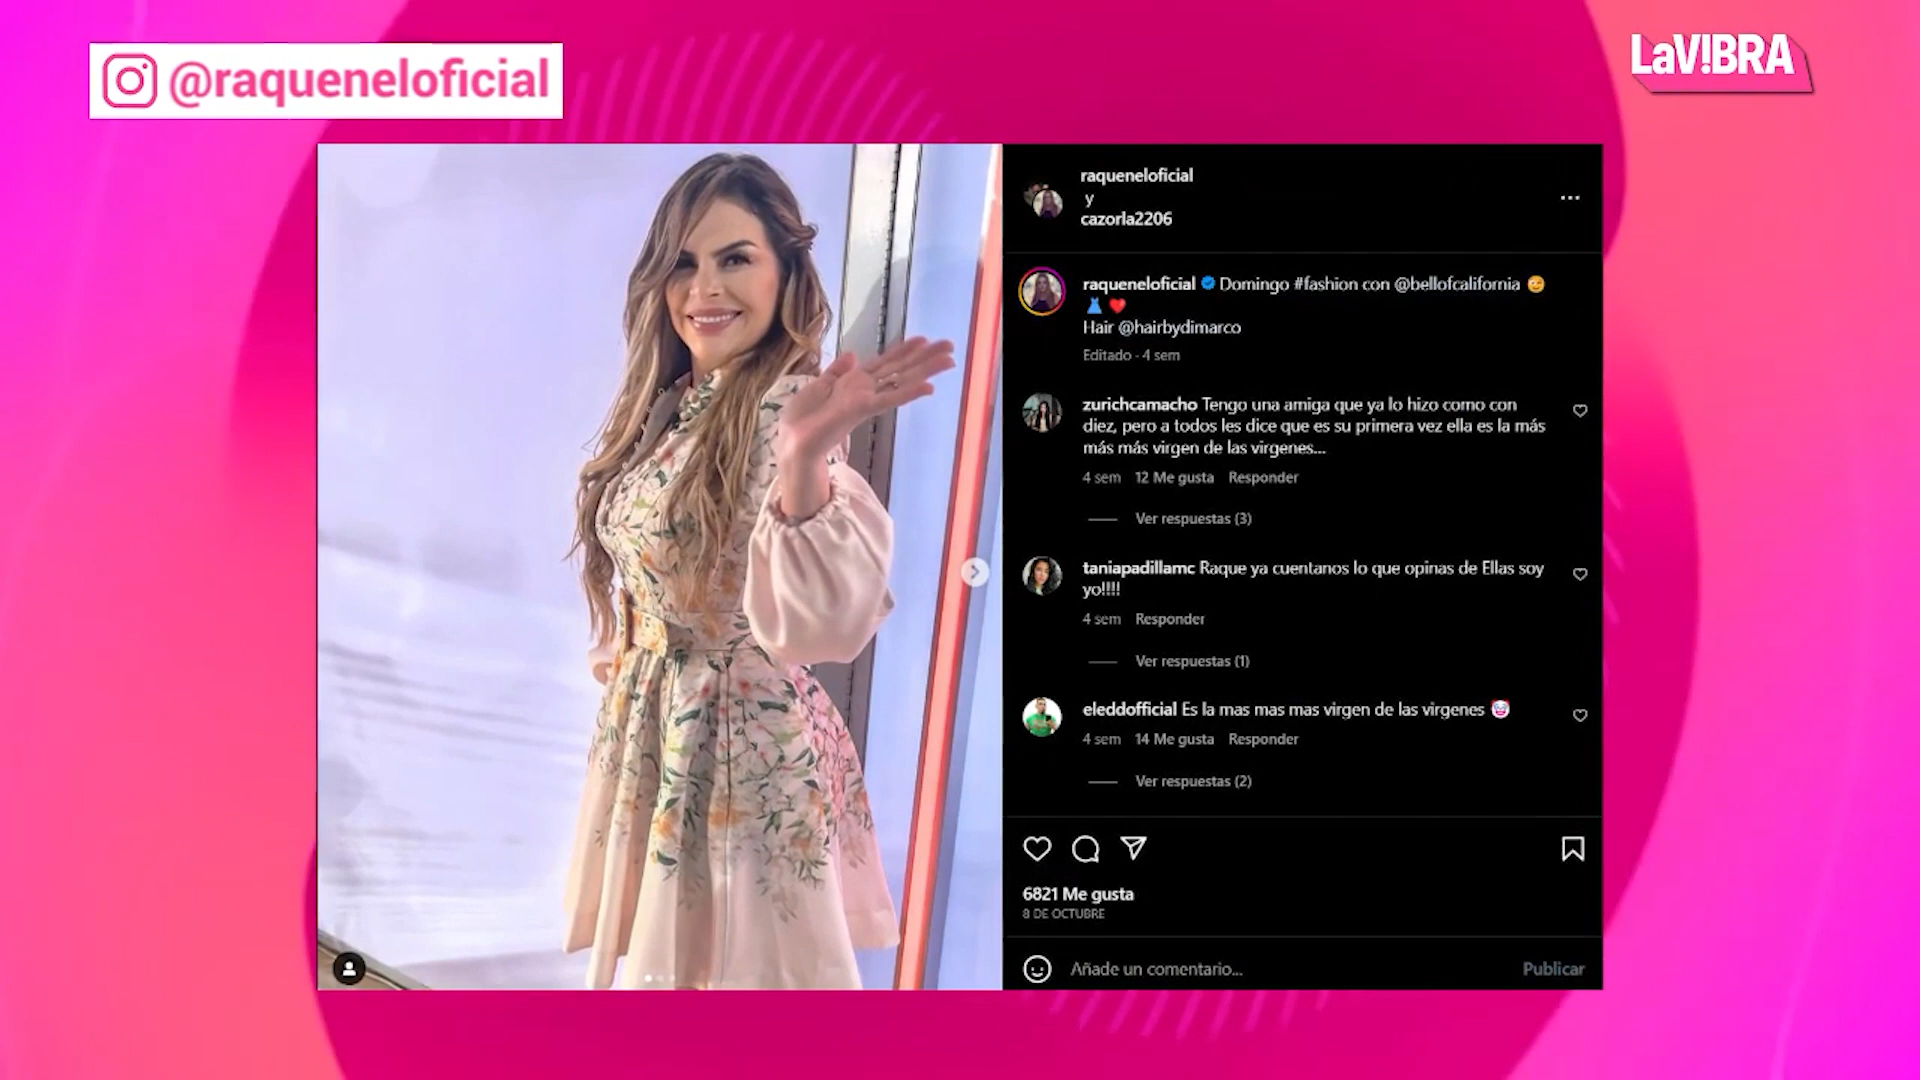 @raqueneloficial
LaV!BRA
raqueneloficial
y
cazorla2206
raqueneloficial Domingo #fashion con @bellofcalifornia 😉
👗 ❤️
Hair @hairbydimarco
Editado · 4 sem
zurichcamacho Tengo una amiga que ya lo hizo como con
diez, pero a todos les dice que es su primera vez ella es la más
más más virgen de las virgenes...
4 sem 12 Me gusta Responder
Ver respuestas (3)
taniapadillamc Raque ya cuentanos lo que opinas de Ellas soy
yo!!!!
4 sem Responder
Ver respuestas (1)
eleddofficial Es la mas mas mas virgen de las virgenes 🤡
4 sem 14 Me gusta Responder
Ver respuestas (2)
6821 Me gusta
8 DE OCTUBRE
Añade un comentario...
Publicar